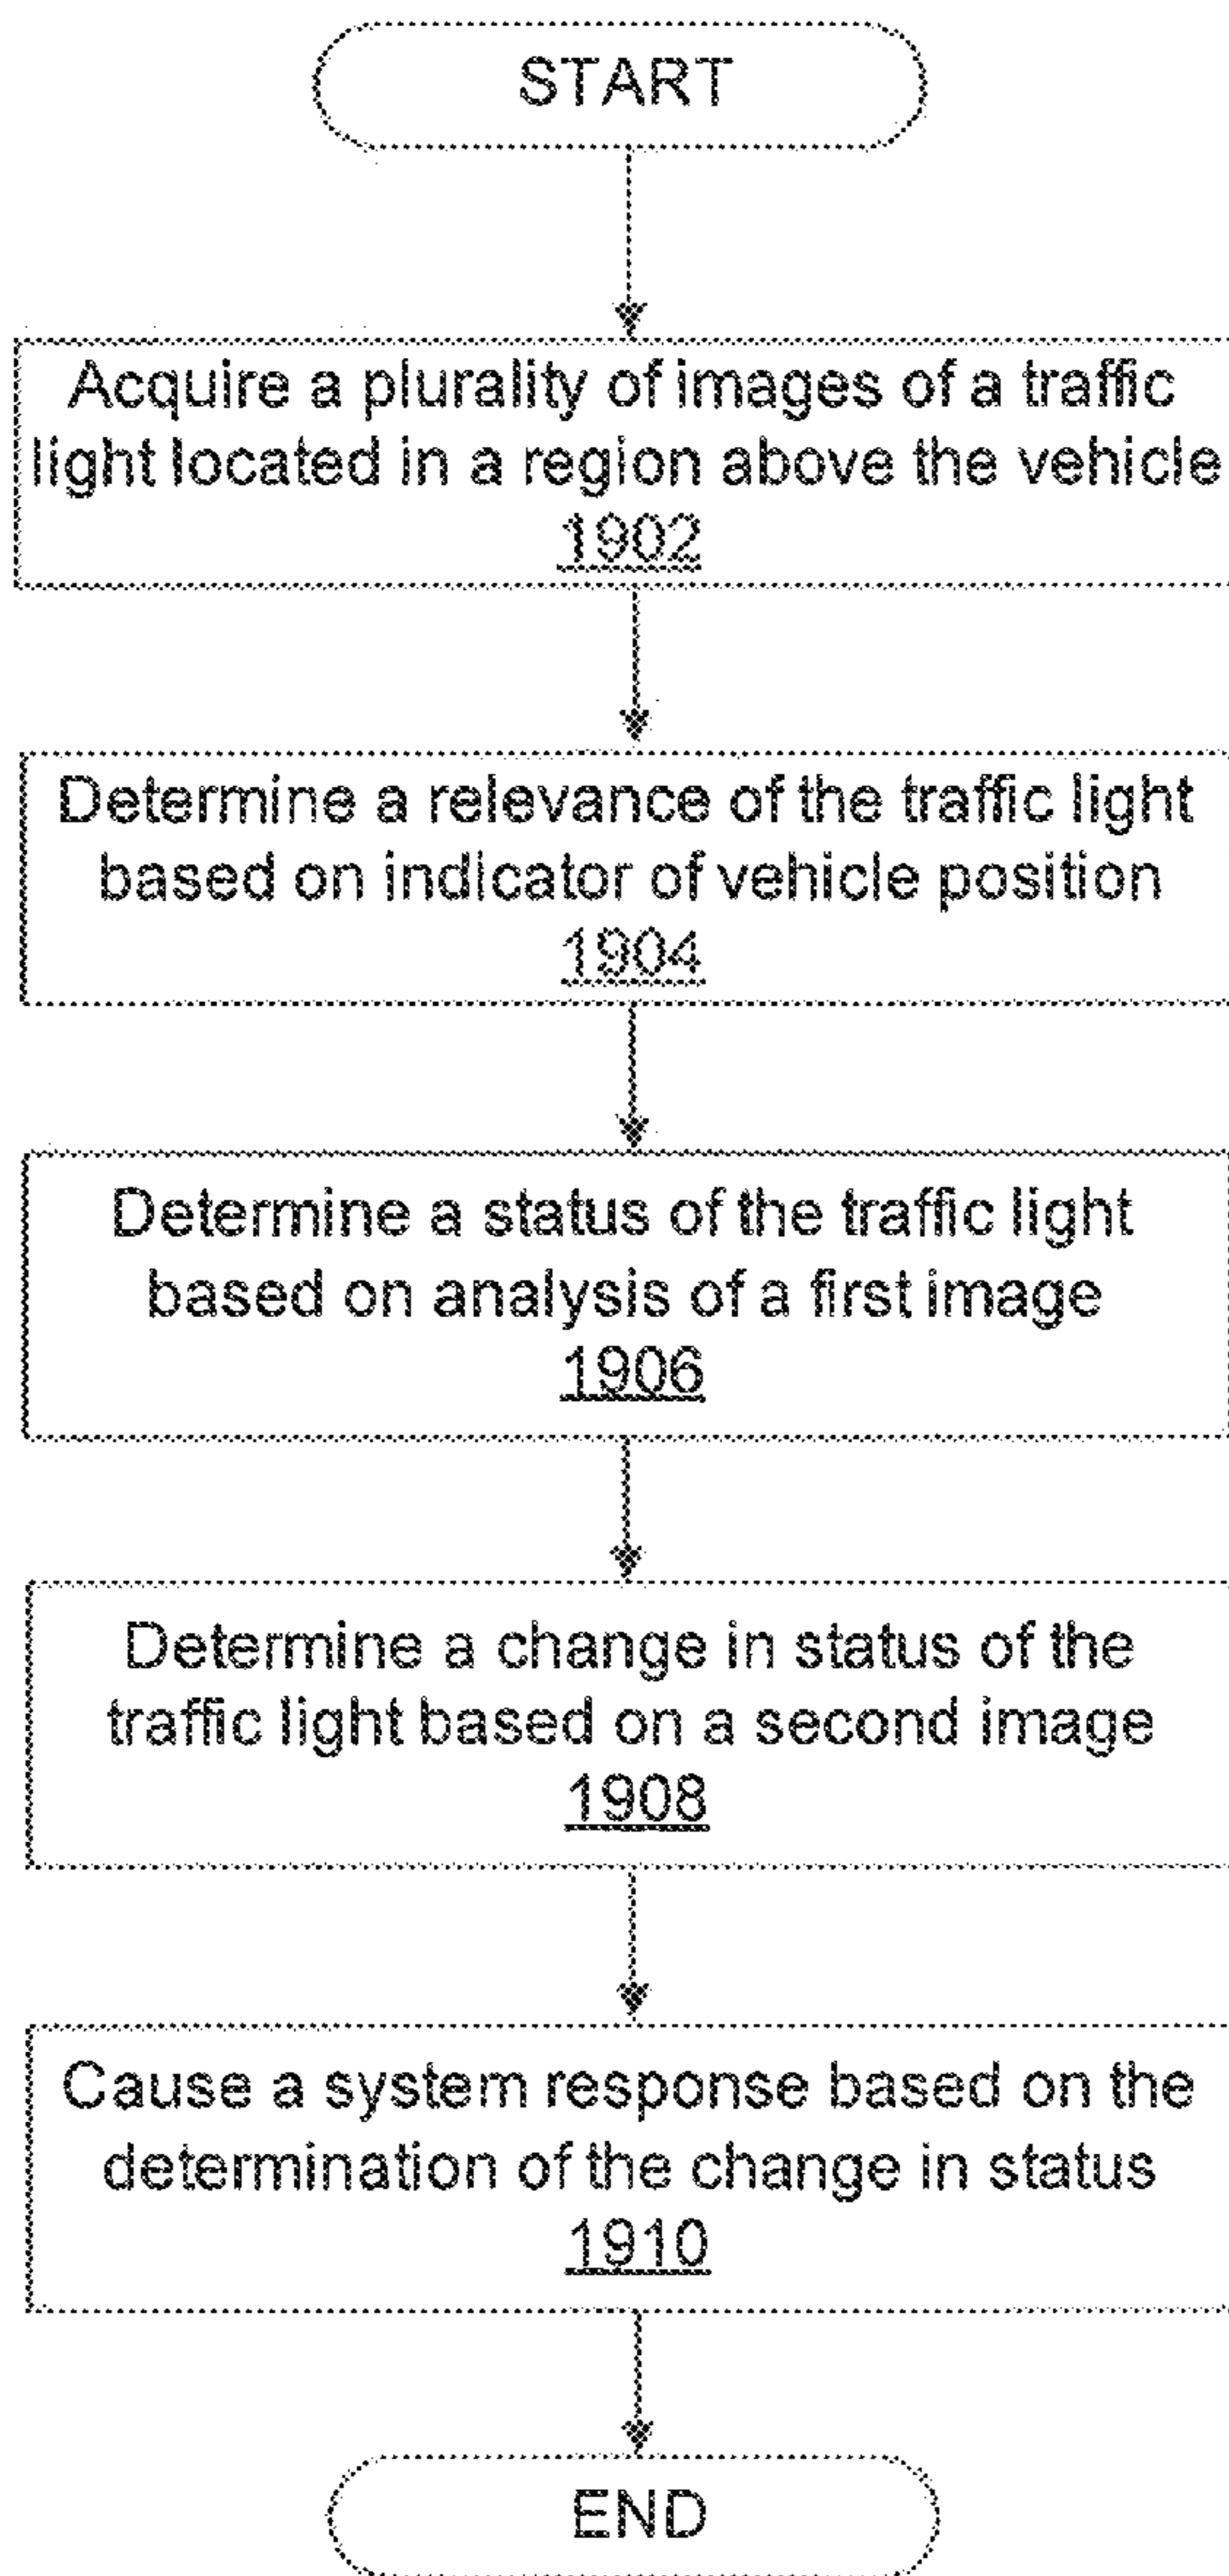 START
Acquire a plurality of images of a traffic
light located in a region above the vehicle
1902
Determine a relevance of the traffic light
based on indicator of vehicle position
1904
Determine a status of the traffic light
based on analysis of a first image
1906
Determine a change in status of the
traffic light based on a second image
1908
Cause a system response based on the
determination of the change in status
1910
END